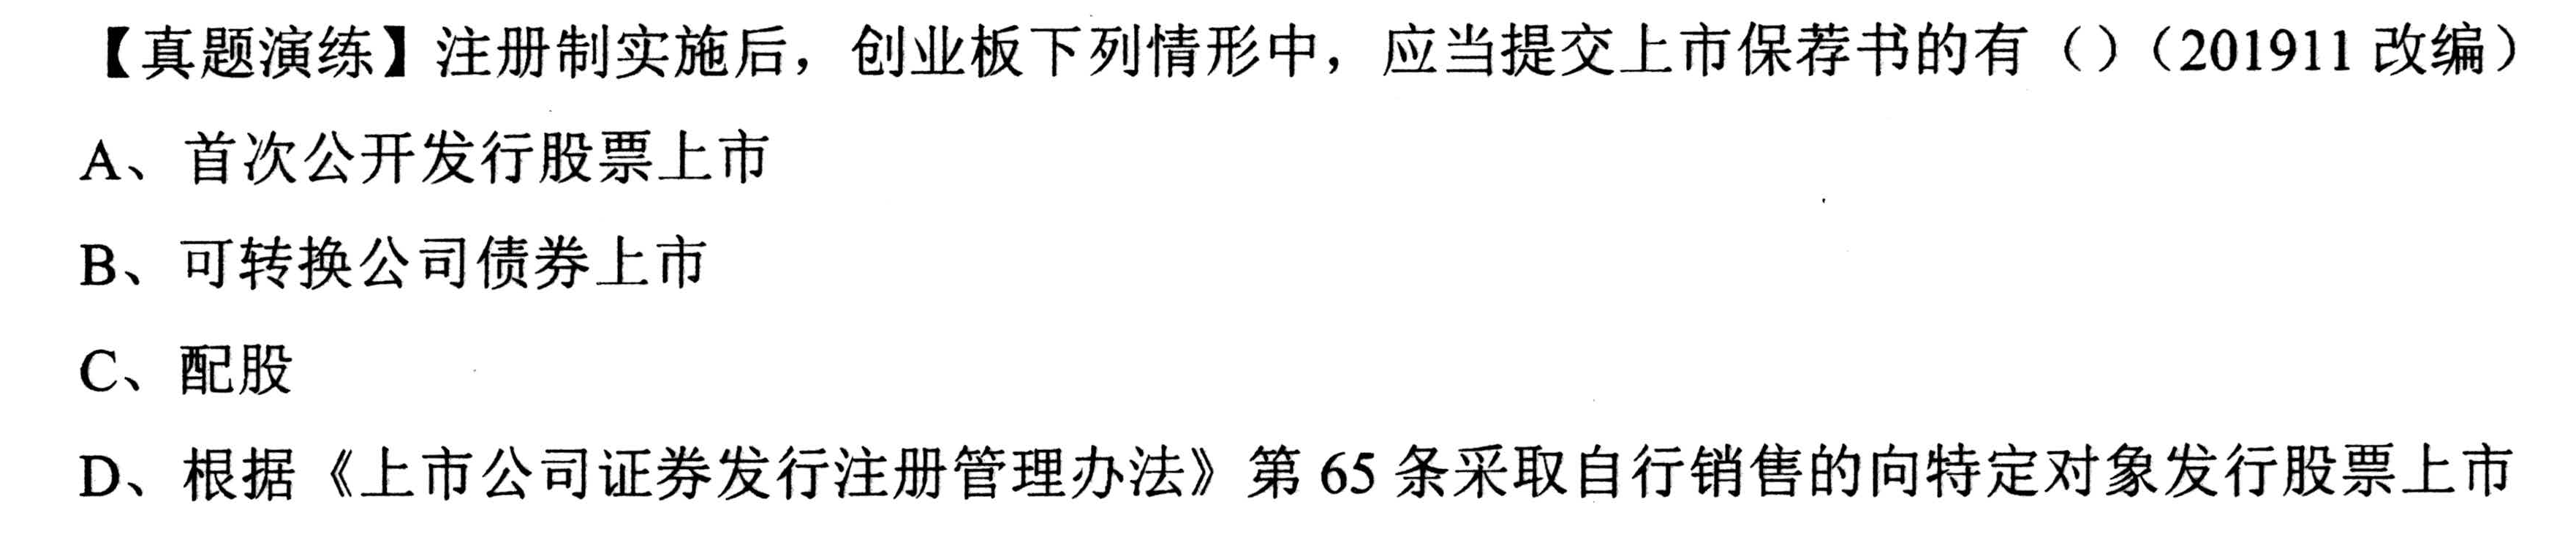 【真题演练】注册制实施后，创业板下列情形中，应当提交上市保荐书的有（）（201911 改编）
A、首次公开发行股票上市
B、可转换公司债券上市
C、配股
D、根据《上市公司证券发行注册管理办法》第 65 条采取自行销售的向特定对象发行股票上市